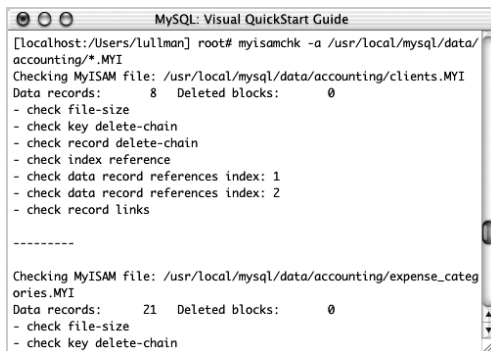 MySQL: Visual QuickStart Guide
[localhost:/Users/lullman] root# myisamchk -a /usr/local/mysql/data/
accounting/*.MYI
Checking MyISAM file: /usr/local/mysql/data/accounting/clients.MYI
Data records:       8   Deleted blocks:       0
- check file-size
- check key delete-chain
- check record delete-chain
- check index reference
- check data record references index: 1
- check data record references index: 2
- check record links
---------
Checking MyISAM file: /usr/local/mysql/data/accounting/expense_categ
ories.MYI
Data records:      21   Deleted blocks:       0
- check file-size
- check key delete-chain